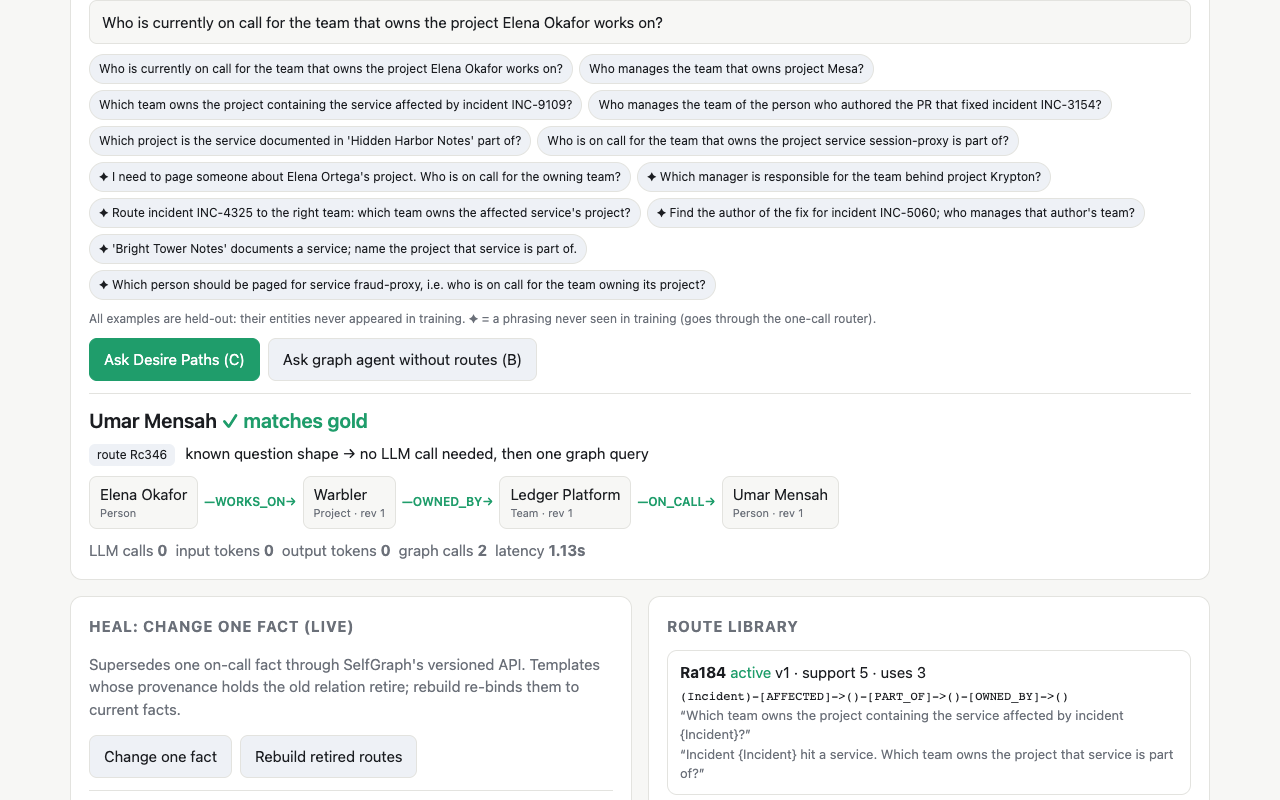 Who is currently on call for the team that owns the project Elena Okafor works on?
Who is currently on call for the team that owns the project Elena Okafor works on?
Who manages the team that owns project Mesa?
Which team owns the project containing the service affected by incident INC-9109?
Who manages the team of the person who authored the PR that fixed incident INC-3154?
Which project is the service documented in 'Hidden Harbor Notes' part of?
Who is on call for the team that owns the project service session-proxy is part of?
✦ I need to page someone about Elena Ortega's project. Who is on call for the owning team?
✦ Which manager is responsible for the team behind project Krypton?
✦ Route incident INC-4325 to the right team: which team owns the affected service's project?
✦ Find the author of the fix for incident INC-5060; who manages that author's team?
✦ 'Bright Tower Notes' documents a service; name the project that service is part of.
✦ Which person should be paged for service fraud-proxy, i.e. who is on call for the team owning its project?
All examples are held-out: their entities never appeared in training. ✦ = a phrasing never seen in training (goes through the one-call router).
Ask Desire Paths (C)
Ask graph agent without routes (B)
Umar Mensah ✓ matches gold
route Rc346 known question shape → no LLM call needed, then one graph query
Elena Okafor
Person
—WORKS_ON→
Warbler
Project · rev 1
—OWNED_BY→
Ledger Platform
Team · rev 1
—ON_CALL→
Umar Mensah
Person · rev 1
LLM calls 0 input tokens 0 output tokens 0 graph calls 2 latency 1.13s
HEAL: CHANGE ONE FACT (LIVE)
Supersedes one on-call fact through SelfGraph's versioned API. Templates
whose provenance holds the old relation retire; rebuild re-binds them to
current facts.
Change one fact
Rebuild retired routes
ROUTE LIBRARY
Ra184 active v1 · support 5 · uses 3
(Incident)-[AFFECTED]->()-[PART_OF]->()-[OWNED_BY]->()
“Which team owns the project containing the service affected by incident
{Incident}?”
“Incident {Incident} hit a service. Which team owns the project that service is part
of?”